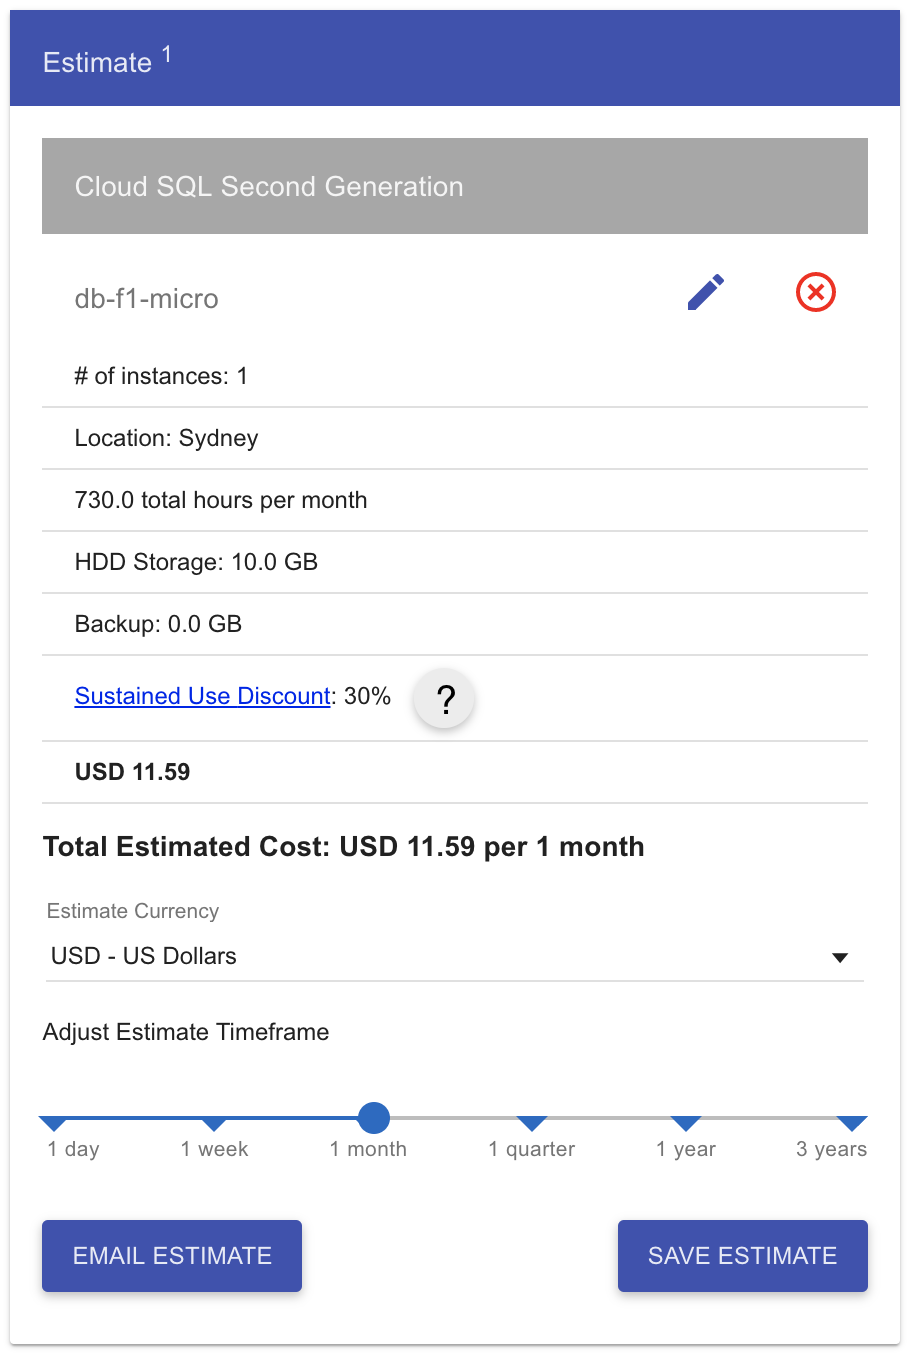 Estimate 1
Cloud SQL Second Generation
db-f1-micro
# of instances: 1
Location: Sydney
730.0 total hours per month
HDD Storage: 10.0 GB
Backup: 0.0 GB
Sustained Use Discount: 30% ?
USD 11.59
Total Estimated Cost: USD 11.59 per 1 month
Estimate Currency
USD - US Dollars
Adjust Estimate Timeframe
1 day 1 week 1 month 1 quarter 1 year 3 years
EMAIL ESTIMATE SAVE ESTIMATE